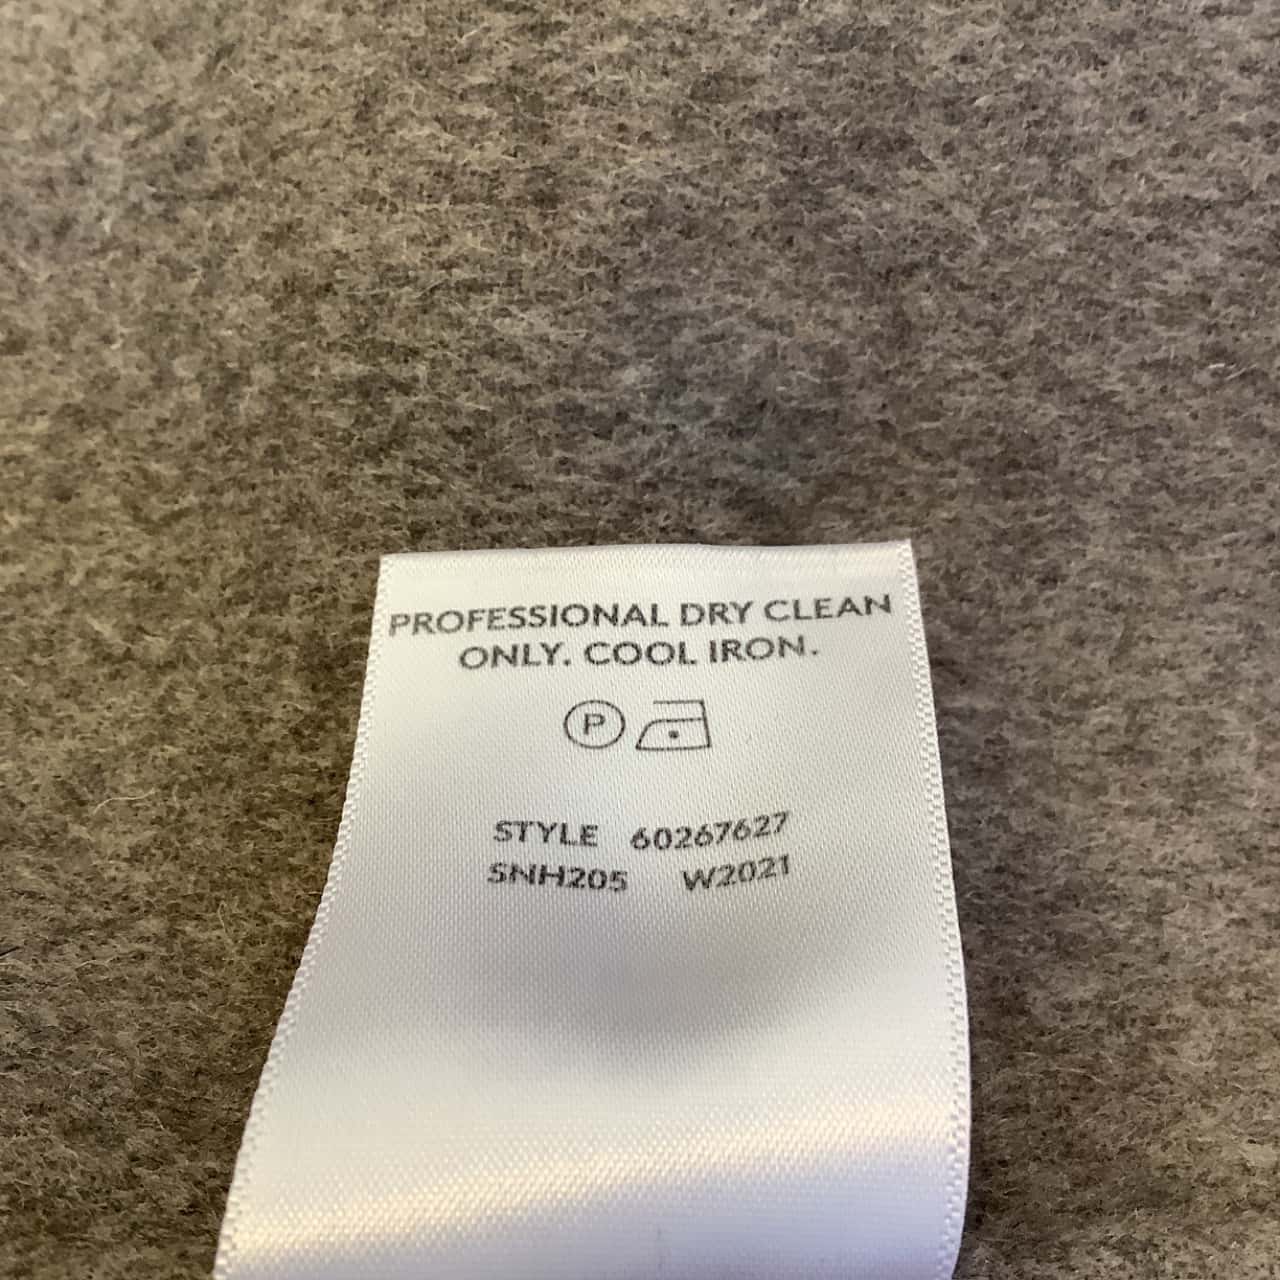 PROFESSIONAL DRY CLEAN
ONLY. COOL IRON.
P
STYLE 60267627
SNH205 W2021